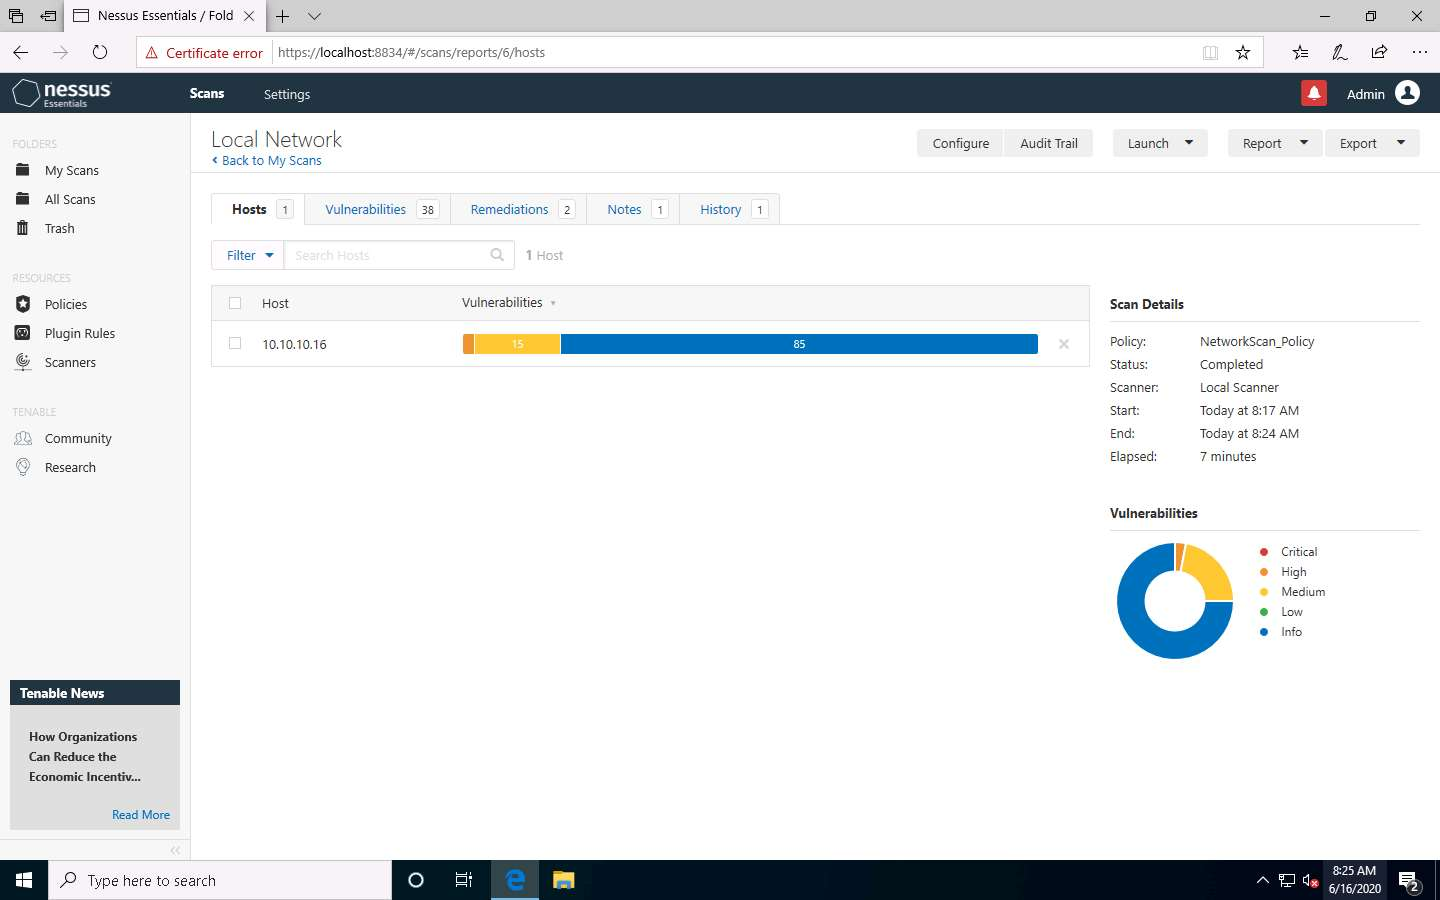 Nessus Essentials / Fold
Certificate error
https://localhost:8834/#/scans/reports/6/hosts
nessus
Essentials
Scans
Settings
Admin
FOLDERS
My Scans
All Scans
Trash
RESOURCES
Policies
Plugin Rules
Scanners
TENABLE
Community
Research
Tenable News
How Organizations
Can Reduce the
Economic Incentiv...
Read More
Local Network
Back to My Scans
Configure
Audit Trail
Launch
Report
Export
Hosts 1
Vulnerabilities 38
Remediations 2
Notes 1
History 1
Filter
Search Hosts
1 Host
Host
Vulnerabilities
10.10.10.16
15
85
Scan Details
Policy: NetworkScan_Policy
Status: Completed
Scanner: Local Scanner
Start: Today at 8:17 AM
End: Today at 8:24 AM
Elapsed: 7 minutes
Vulnerabilities
Critical
High
Medium
Low
Info
Type here to search
8:25 AM
6/16/2020
2